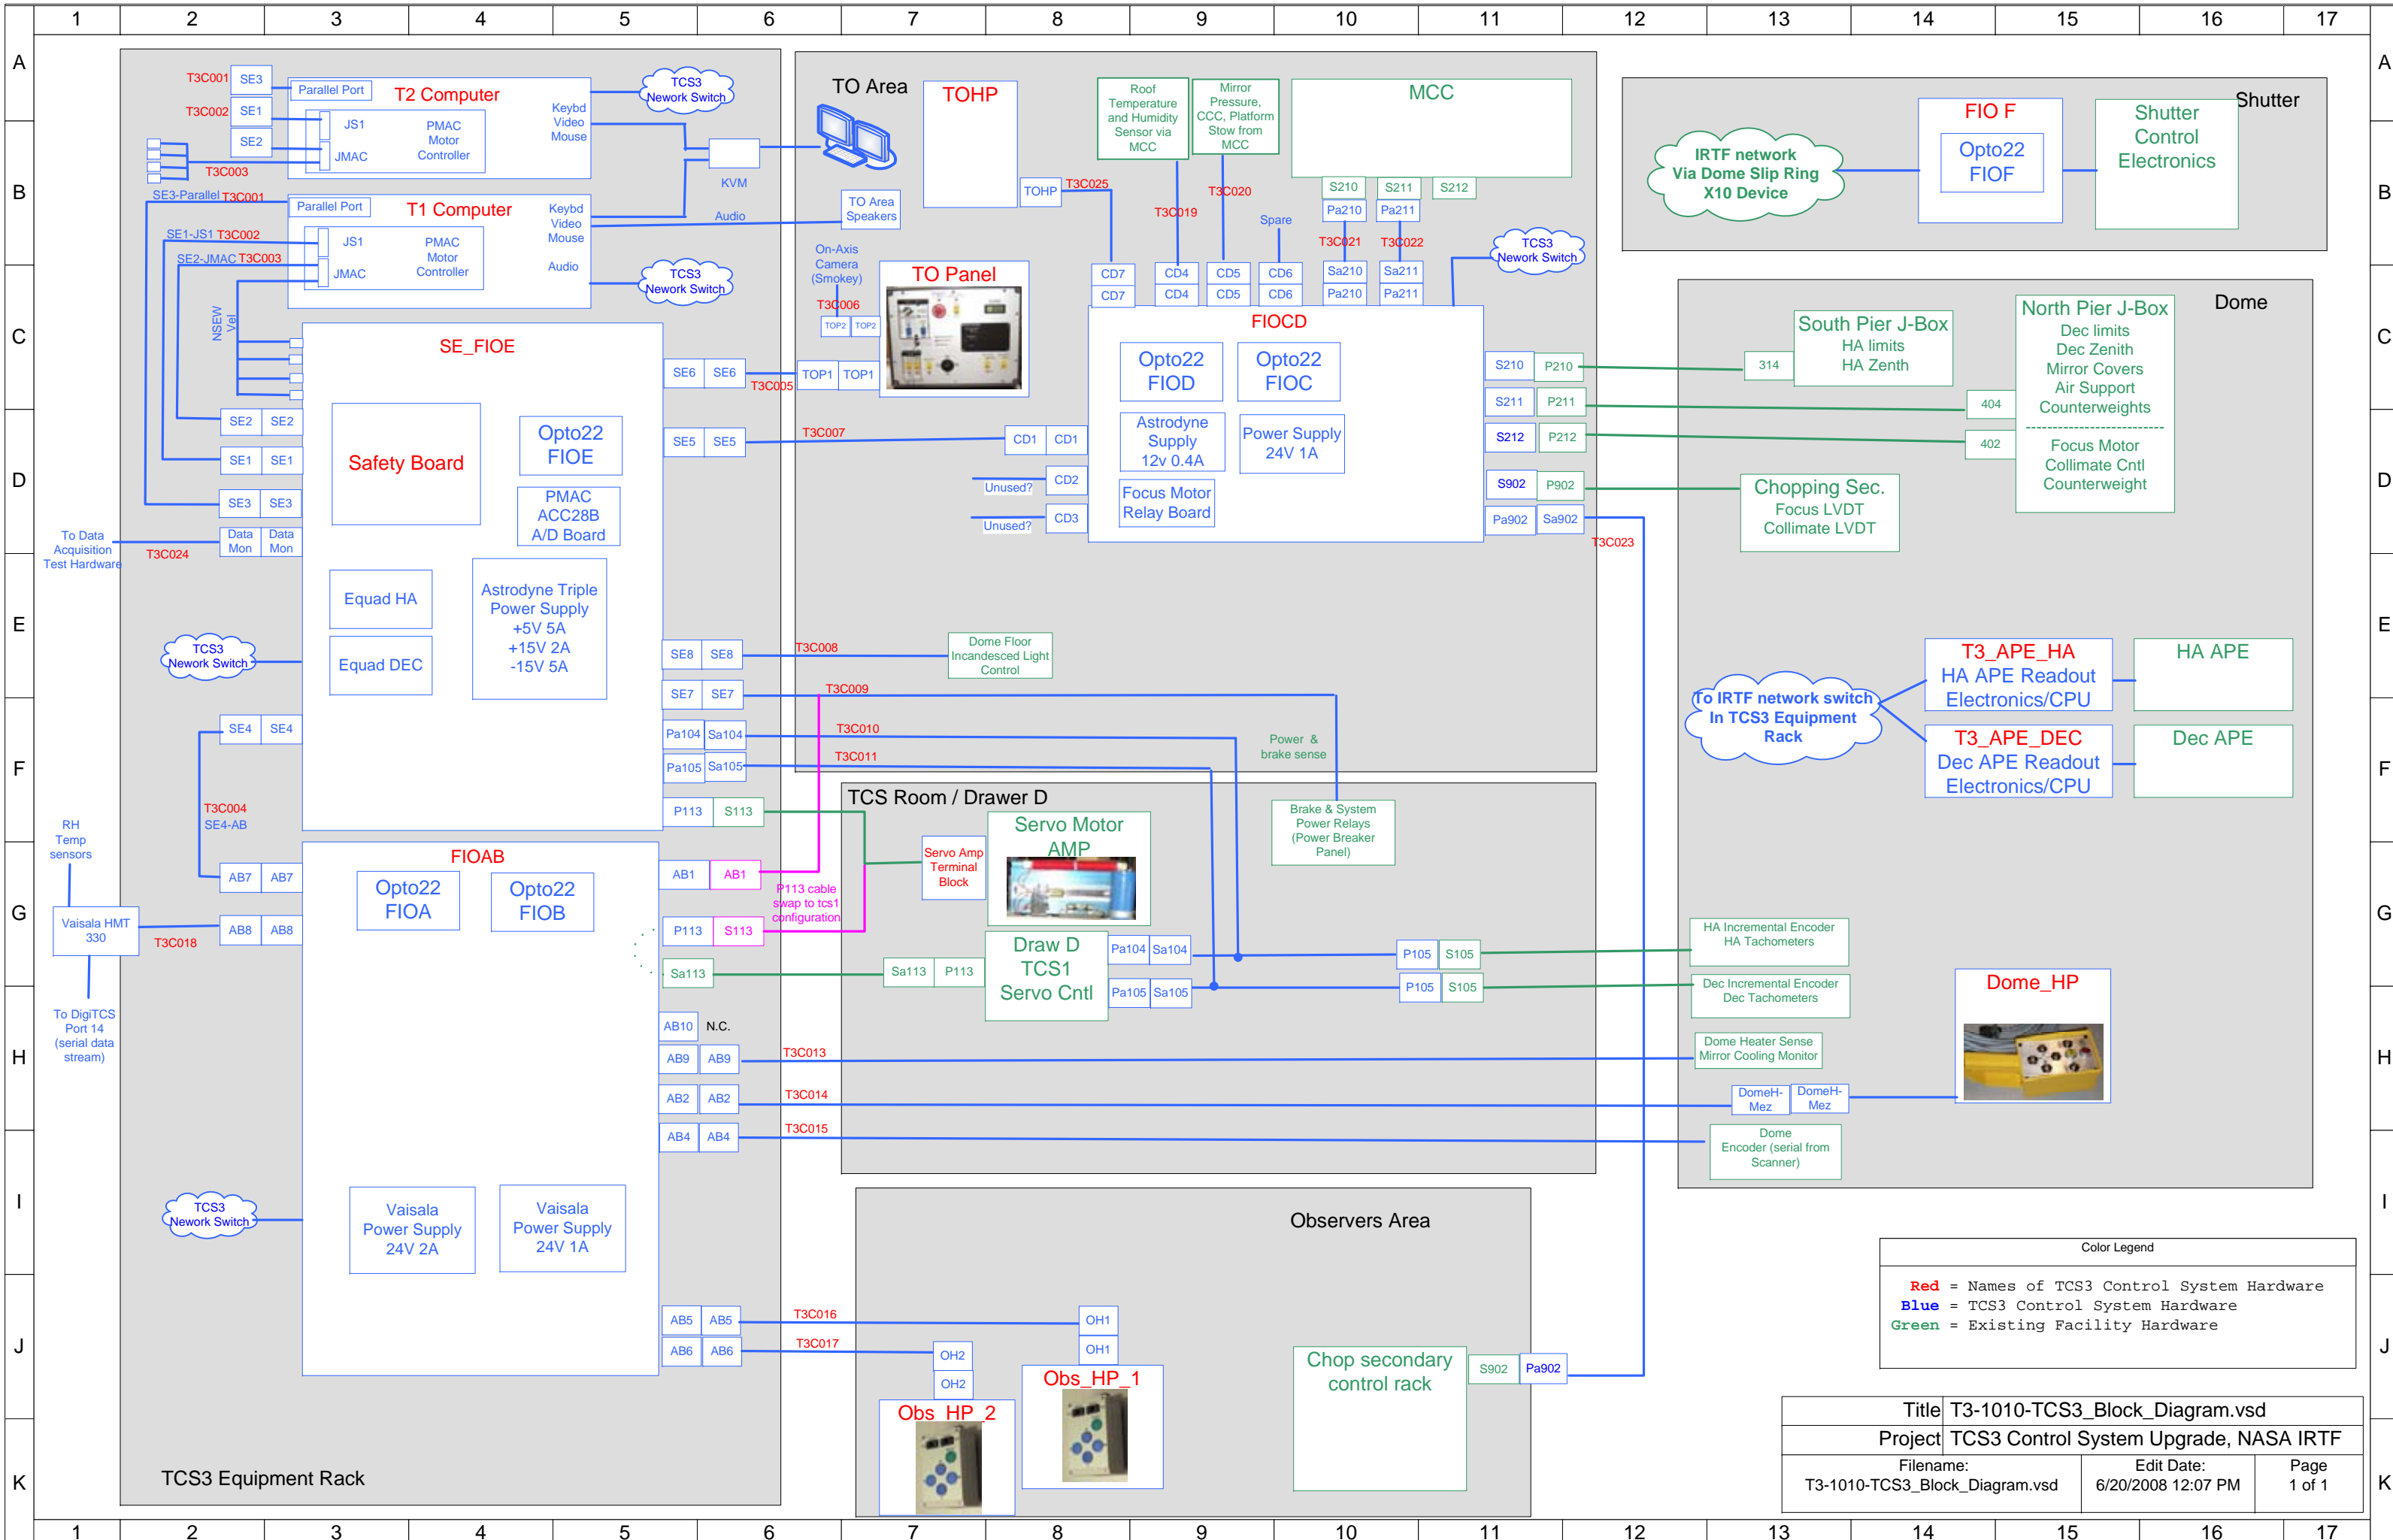 1 2 3 4 5 6 7 8 9 10 11 12 13 14 15 16 17
A
B
C
D
E
F
G
H
I
J
K
A
B
C
D
E
F
G
H
I
J
K
T3C001
SE3
T3C002
SE1
SE2
T3C003
Parallel Port
T2 Computer
JS1
JMAC
PMAC
Motor
Controller
Keybd
Video
Mouse
TCS3
Nework Switch
SE3-Parallel T3C001
SE1-JS1 T3C002
SE2-JMAC T3C003
Parallel Port
T1 Computer
JS1
JMAC
PMAC
Motor
Controller
Keybd
Video
Mouse
Audio
TCS3
Nework Switch
KVM
Audio
NSEW
Vel
SE_FIOE
Safety Board
Opto22
FIOE
PMAC
ACC28B
A/D Board
Equad HA
Equad DEC
Astrodyne Triple
Power Supply
+5V 5A
+15V 2A
-15V 5A
SE2 SE2
SE1 SE1
SE3 SE3
Data
Mon
Data
Mon
To Data
Acquisition
Test Hardware
T3C024
TCS3
Nework Switch
SE4 SE4
T3C004
SE4-AB
SE6 SE6
T3C005
SE5 SE5
T3C007
SE8 SE8
T3C008
SE7 SE7
T3C009
Pa104 Sa104
T3C010
Pa105 Sa105
T3C011
P113 S113
RH
Temp
sensors
Vaisala HMT
330
T3C018
To DigiTCS
Port 14
(serial data
stream)
AB7 AB7
AB8 AB8
FIOAB
Opto22
FIOA
Opto22
FIOB
AB1 AB1
P113 cable
swap to tcs1
configuration
P113 S113
Sa113
AB10 N.C.
AB9 AB9
T3C013
AB2 AB2
T3C014
AB4 AB4
T3C015
TCS3
Nework Switch
Vaisala
Power Supply
24V 2A
Vaisala
Power Supply
24V 1A
AB5 AB5
T3C016
AB6 AB6
T3C017
TCS3 Equipment Rack
TO Area
TOHP
TOHP
T3C025
TO Area
Speakers
On-Axis
Camera
(Smokey)
T3C006
TOP2 TOP2
TOP1 TOP1
TO Panel
Roof
Temperature
and Humidity
Sensor via
MCC
T3C019
Mirror
Pressure,
CCC, Platform
Stow from
MCC
T3C020
Spare
MCC
S210 S211 S212
Pa210 Pa211
T3C021 T3C022
TCS3
Nework Switch
CD7 CD4 CD5 CD6 Sa210 Sa211
CD7 CD4 CD5 CD6 Pa210 Pa211
FIOCD
Opto22
FIOD
Opto22
FIOC
Astrodyne
Supply
12v 0.4A
Power Supply
24V 1A
Focus Motor
Relay Board
CD1 CD1
Unused?
CD2
Unused?
CD3
S210 P210
S211 P211
S212 P212
S902 P902
Pa902 Sa902
T3C023
Dome Floor
Incandesced Light
Control
Power &
brake sense
TCS Room / Drawer D
Servo Amp
Terminal
Block
Servo Motor
AMP
Brake & System
Power Relays
(Power Breaker
Panel)
Sa113 P113
Draw D
TCS1
Servo Cntl
Pa104 Sa104
Pa105 Sa105
P105 S105
P105 S105
Observers Area
OH1
OH1
OH2
OH2
Obs_HP_1
Obs_HP_2
Chop secondary
control rack
S902 Pa902
Shutter
IRTF network
Via Dome Slip Ring
X10 Device
FIO F
Opto22
FIOF
Shutter
Control
Electronics
Dome
314
South Pier J-Box
HA limits
HA Zenth
404
402
North Pier J-Box
Dec limits
Dec Zenith
Mirror Covers
Air Support
Counterweights
-----------------------
Focus Motor
Collimate Cntl
Counterweight
Chopping Sec.
Focus LVDT
Collimate LVDT
To IRTF network switch
In TCS3 Equipment
Rack
T3_APE_HA
HA APE Readout
Electronics/CPU
HA APE
T3_APE_DEC
Dec APE Readout
Electronics/CPU
Dec APE
HA Incremental Encoder
HA Tachometers
Dec Incremental Encoder
Dec Tachometers
Dome Heater Sense
Mirror Cooling Monitor
DomeH-
Mez
DomeH-
Mez
Dome_HP
Dome
Encoder (serial from
Scanner)
Color Legend
Red = Names of TCS3 Control System Hardware
Blue = TCS3 Control System Hardware
Green = Existing Facility Hardware
Title T3-1010-TCS3_Block_Diagram.vsd
Project TCS3 Control System Upgrade, NASA IRTF
Filename:
T3-1010-TCS3_Block_Diagram.vsd
Edit Date:
6/20/2008 12:07 PM
Page
1 of 1
1 2 3 4 5 6 7 8 9 10 11 12 13 14 15 16 17